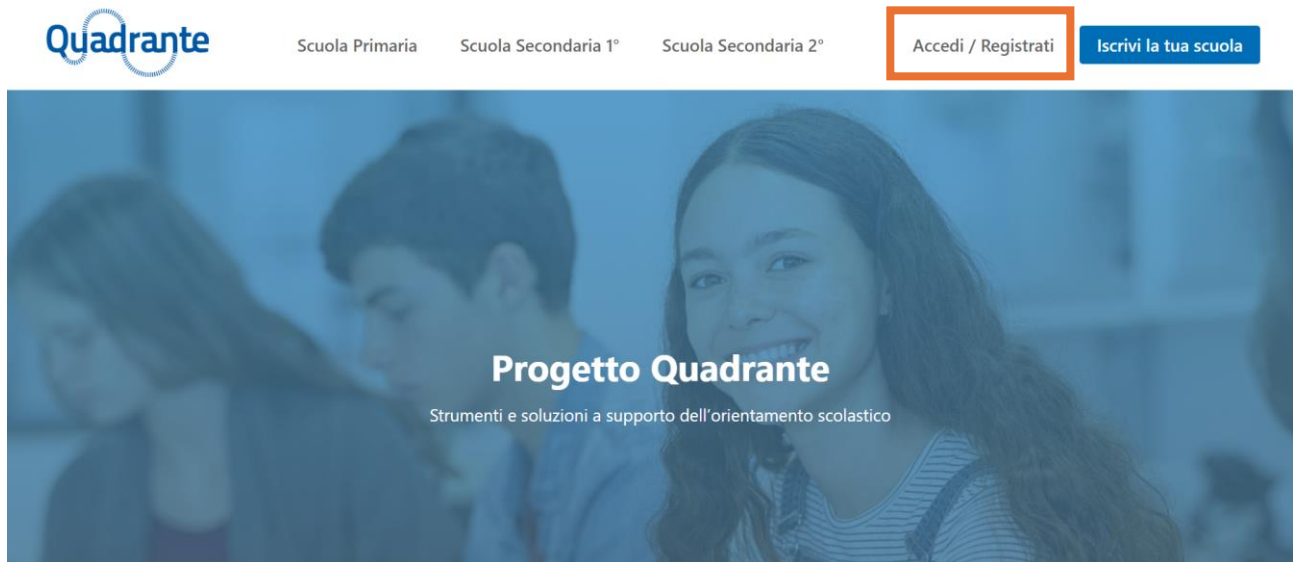 Quadrante
Scuola Primaria Scuola Secondaria 1° Scuola Secondaria 2° Accedi / Registrati Iscrivi la tua scuola
Progetto Quadrante
Strumenti e soluzioni a supporto dell’orientamento scolastico